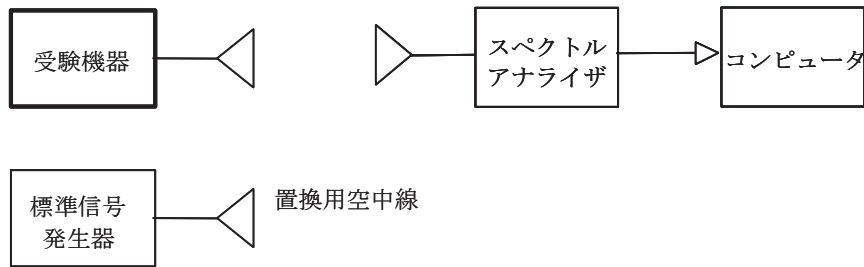 受験機器
スペクトル
アナライザ
コンピュータ
標準信号
発生器
置換用空中線